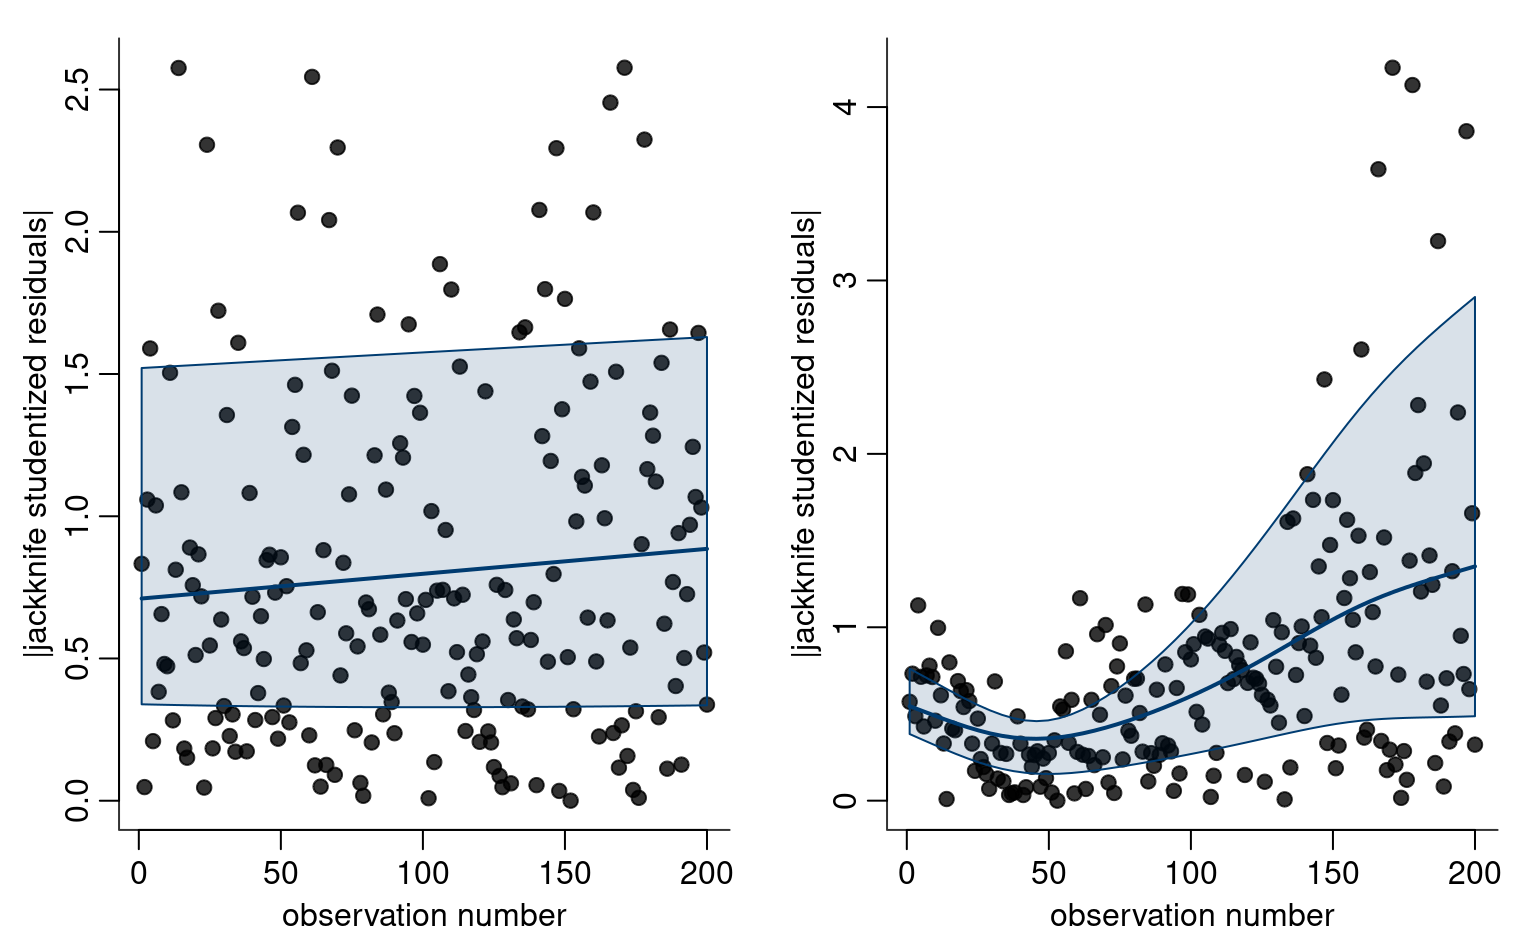 |jackknife studentized residuals|
2.5
2.0
1.5
1.0
0.5
0.0
0 50 100 150 200
observation number
|jackknife studentized residuals|
4
3
2
1
0
0 50 100 150 200
observation number